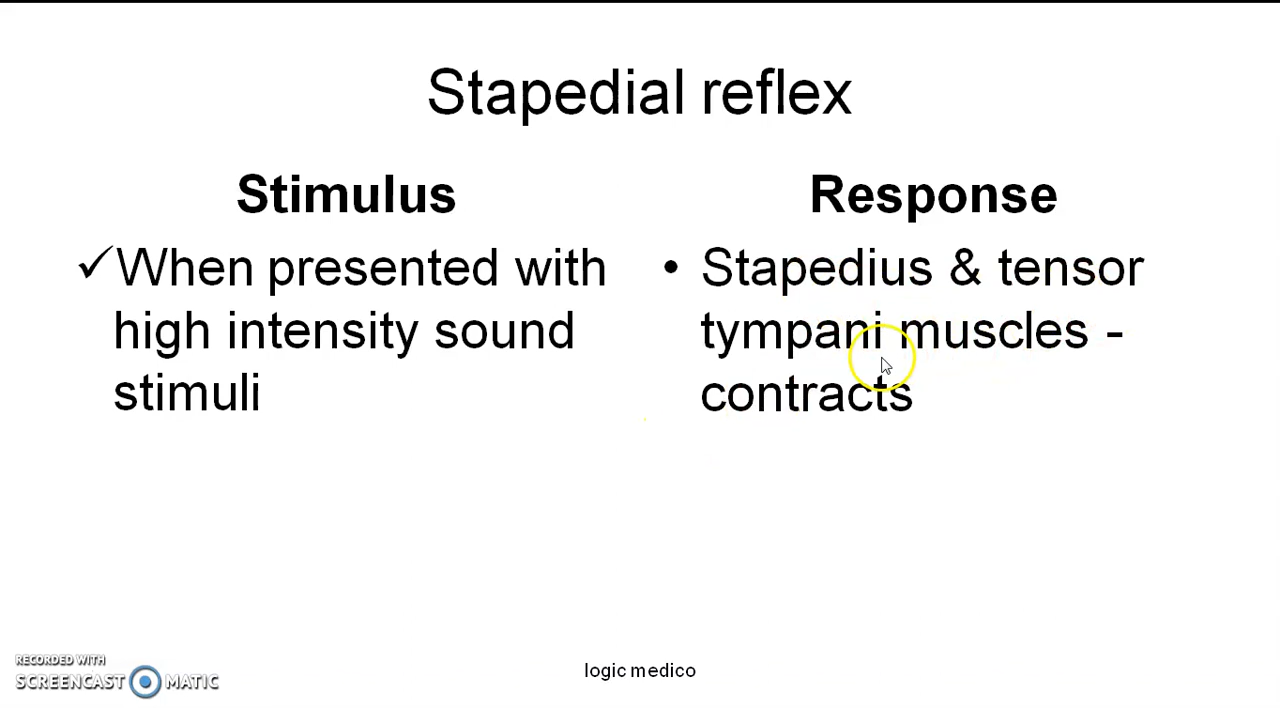 Stapedial reflex
Stimulus
✓When presented with
high intensity sound
stimuli
Response
• Stapedius & tensor
tympani muscles -
contracts
RECORDED WITH
SCREENCAST MATIC
logic medico